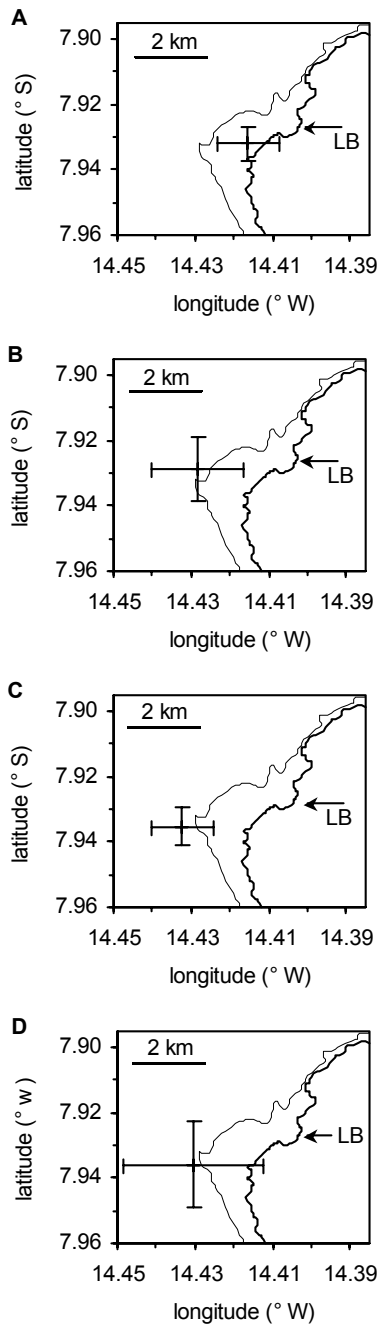 A
2 km
7.90
7.92
7.94
7.96
latitude (° S)
LB
14.45 14.43 14.41 14.39
longitude (° W)
B
2 km
7.90
7.92
7.94
7.96
latitude (° S)
LB
14.45 14.43 14.41 14.39
longitude (° W)
C
2 km
7.90
7.92
7.94
7.96
latitude (° S)
LB
14.45 14.43 14.41 14.39
longitude (° W)
D
2 km
7.90
7.92
7.94
7.96
latitude (° w )
LB
14.45 14.43 14.41 14.39
longitude (° W)